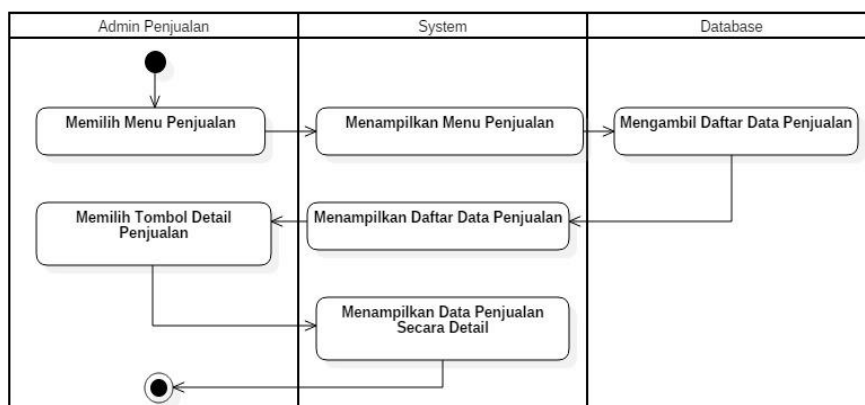 Admin Penjualan
System
Database
Memilih Menu Penjualan
Menampilkan Menu Penjualan
Mengambil Daftar Data Penjualan
Memilih Tombol Detail
Penjualan
Menampilkan Daftar Data Penjualan
Menampilkan Data Penjualan
Secara Detail